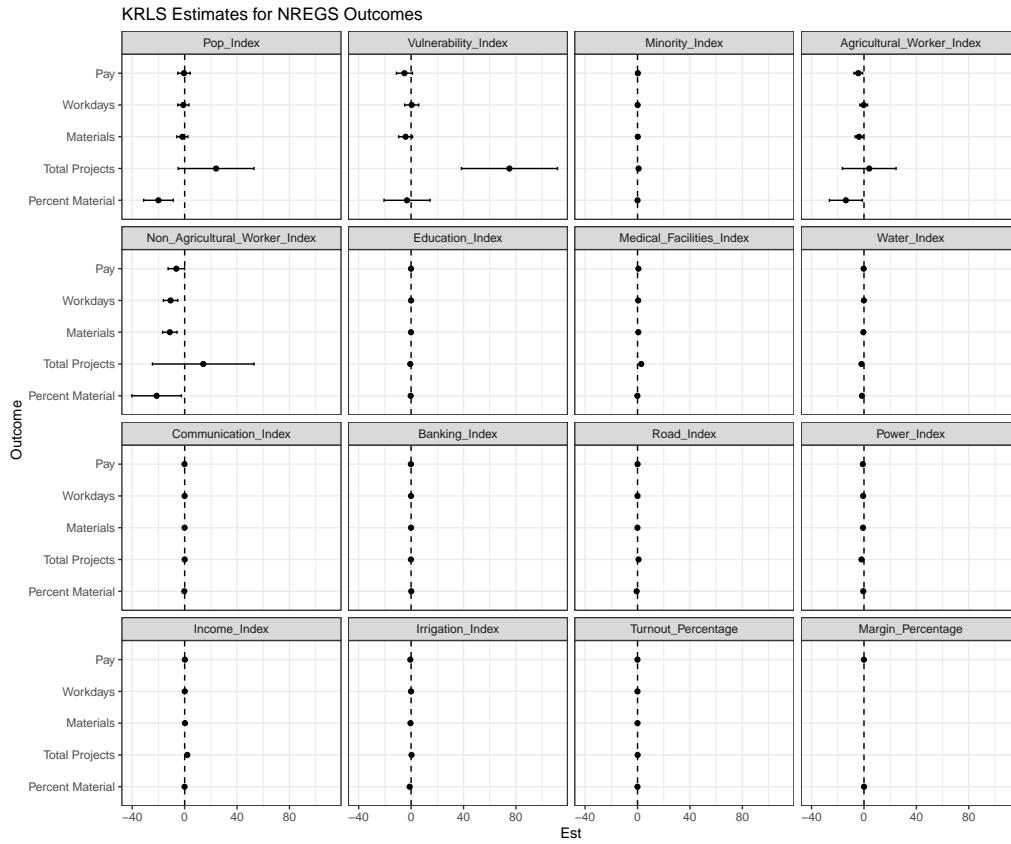 KRLS Estimates for NREGS Outcomes
Pop_Index Vulnerability_Index Minority_Index Agricultural_Worker_Index
Pay
Workdays
Materials
Total Projects
Percent Material
Non_Agricultural_Worker_Index Education_Index Medical_Facilities_Index Water_Index
Pay
Workdays
Materials
Total Projects
Percent Material
Outcome
Communication_Index Banking_Index Road_Index Power_Index
Pay
Workdays
Materials
Total Projects
Percent Material
Income_Index Irrigation_Index Turnout_Percentage Margin_Percentage
Pay
Workdays
Materials
Total Projects
Percent Material
−40 0 40 80 −40 0 40 80 −40 0 40 80 −40 0 40 80
Est